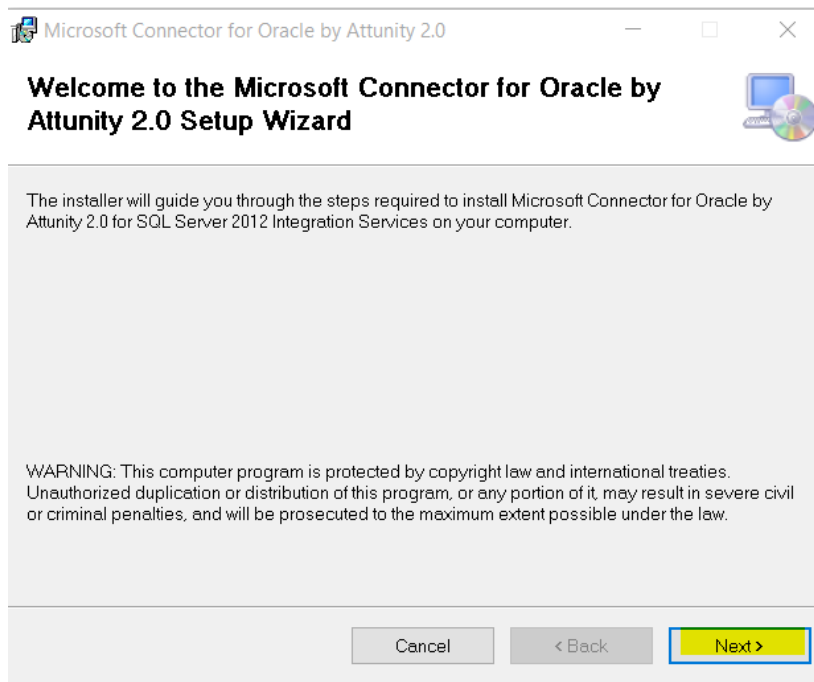 Microsoft Connector for Oracle by Attunity 2.0
Welcome to the Microsoft Connector for Oracle by
Attunity 2.0 Setup Wizard
The installer will guide you through the steps required to install Microsoft Connector for Oracle by
Attunity 2.0 for SQL Server 2012 Integration Services on your computer.
WARNING: This computer program is protected by copyright law and international treaties.
Unauthorized duplication or distribution of this program, or any portion of it, may result in severe civil
or criminal penalties, and will be prosecuted to the maximum extent possible under the law.
Cancel < Back Next >